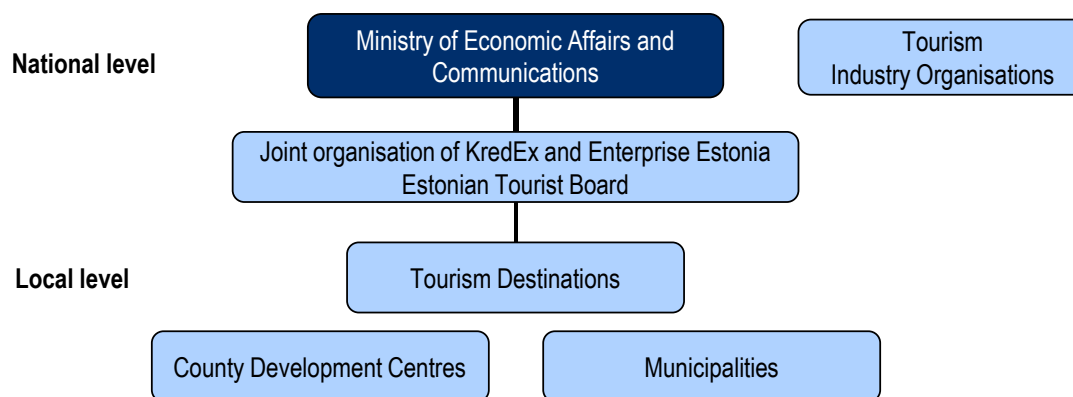 National level
Ministry of Economic Affairs and
Communications
Tourism
Industry Organisations
Joint organisation of KredEx and Enterprise Estonia
Estonian Tourist Board
Local level
Tourism Destinations
County Development Centres
Municipalities